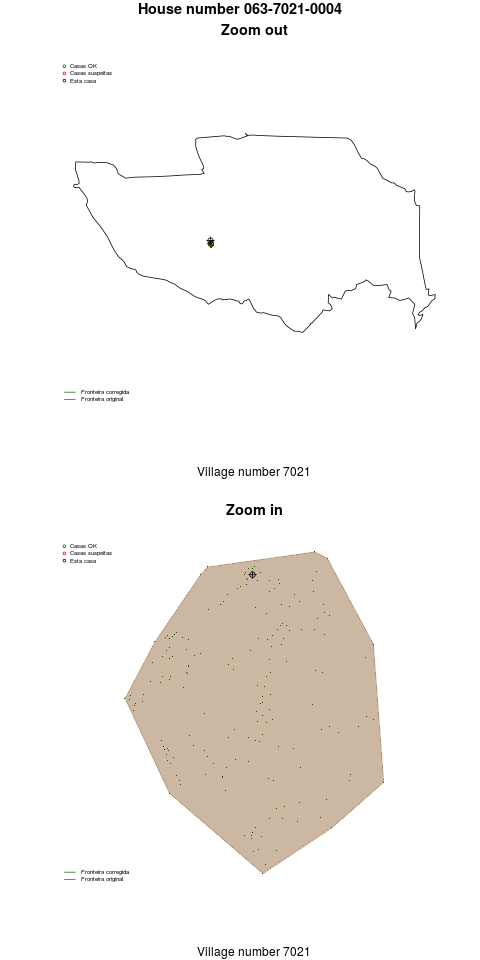 House number 063-7021-0004
Zoom out
Casas OK
Casas suspeitas
Esta casa
Fronteira corregida
Fronteira original
Village number 7021
Zoom in
Casas OK
Casas suspeitas
Esta casa
Fronteira corregida
Fronteira original
Village number 7021